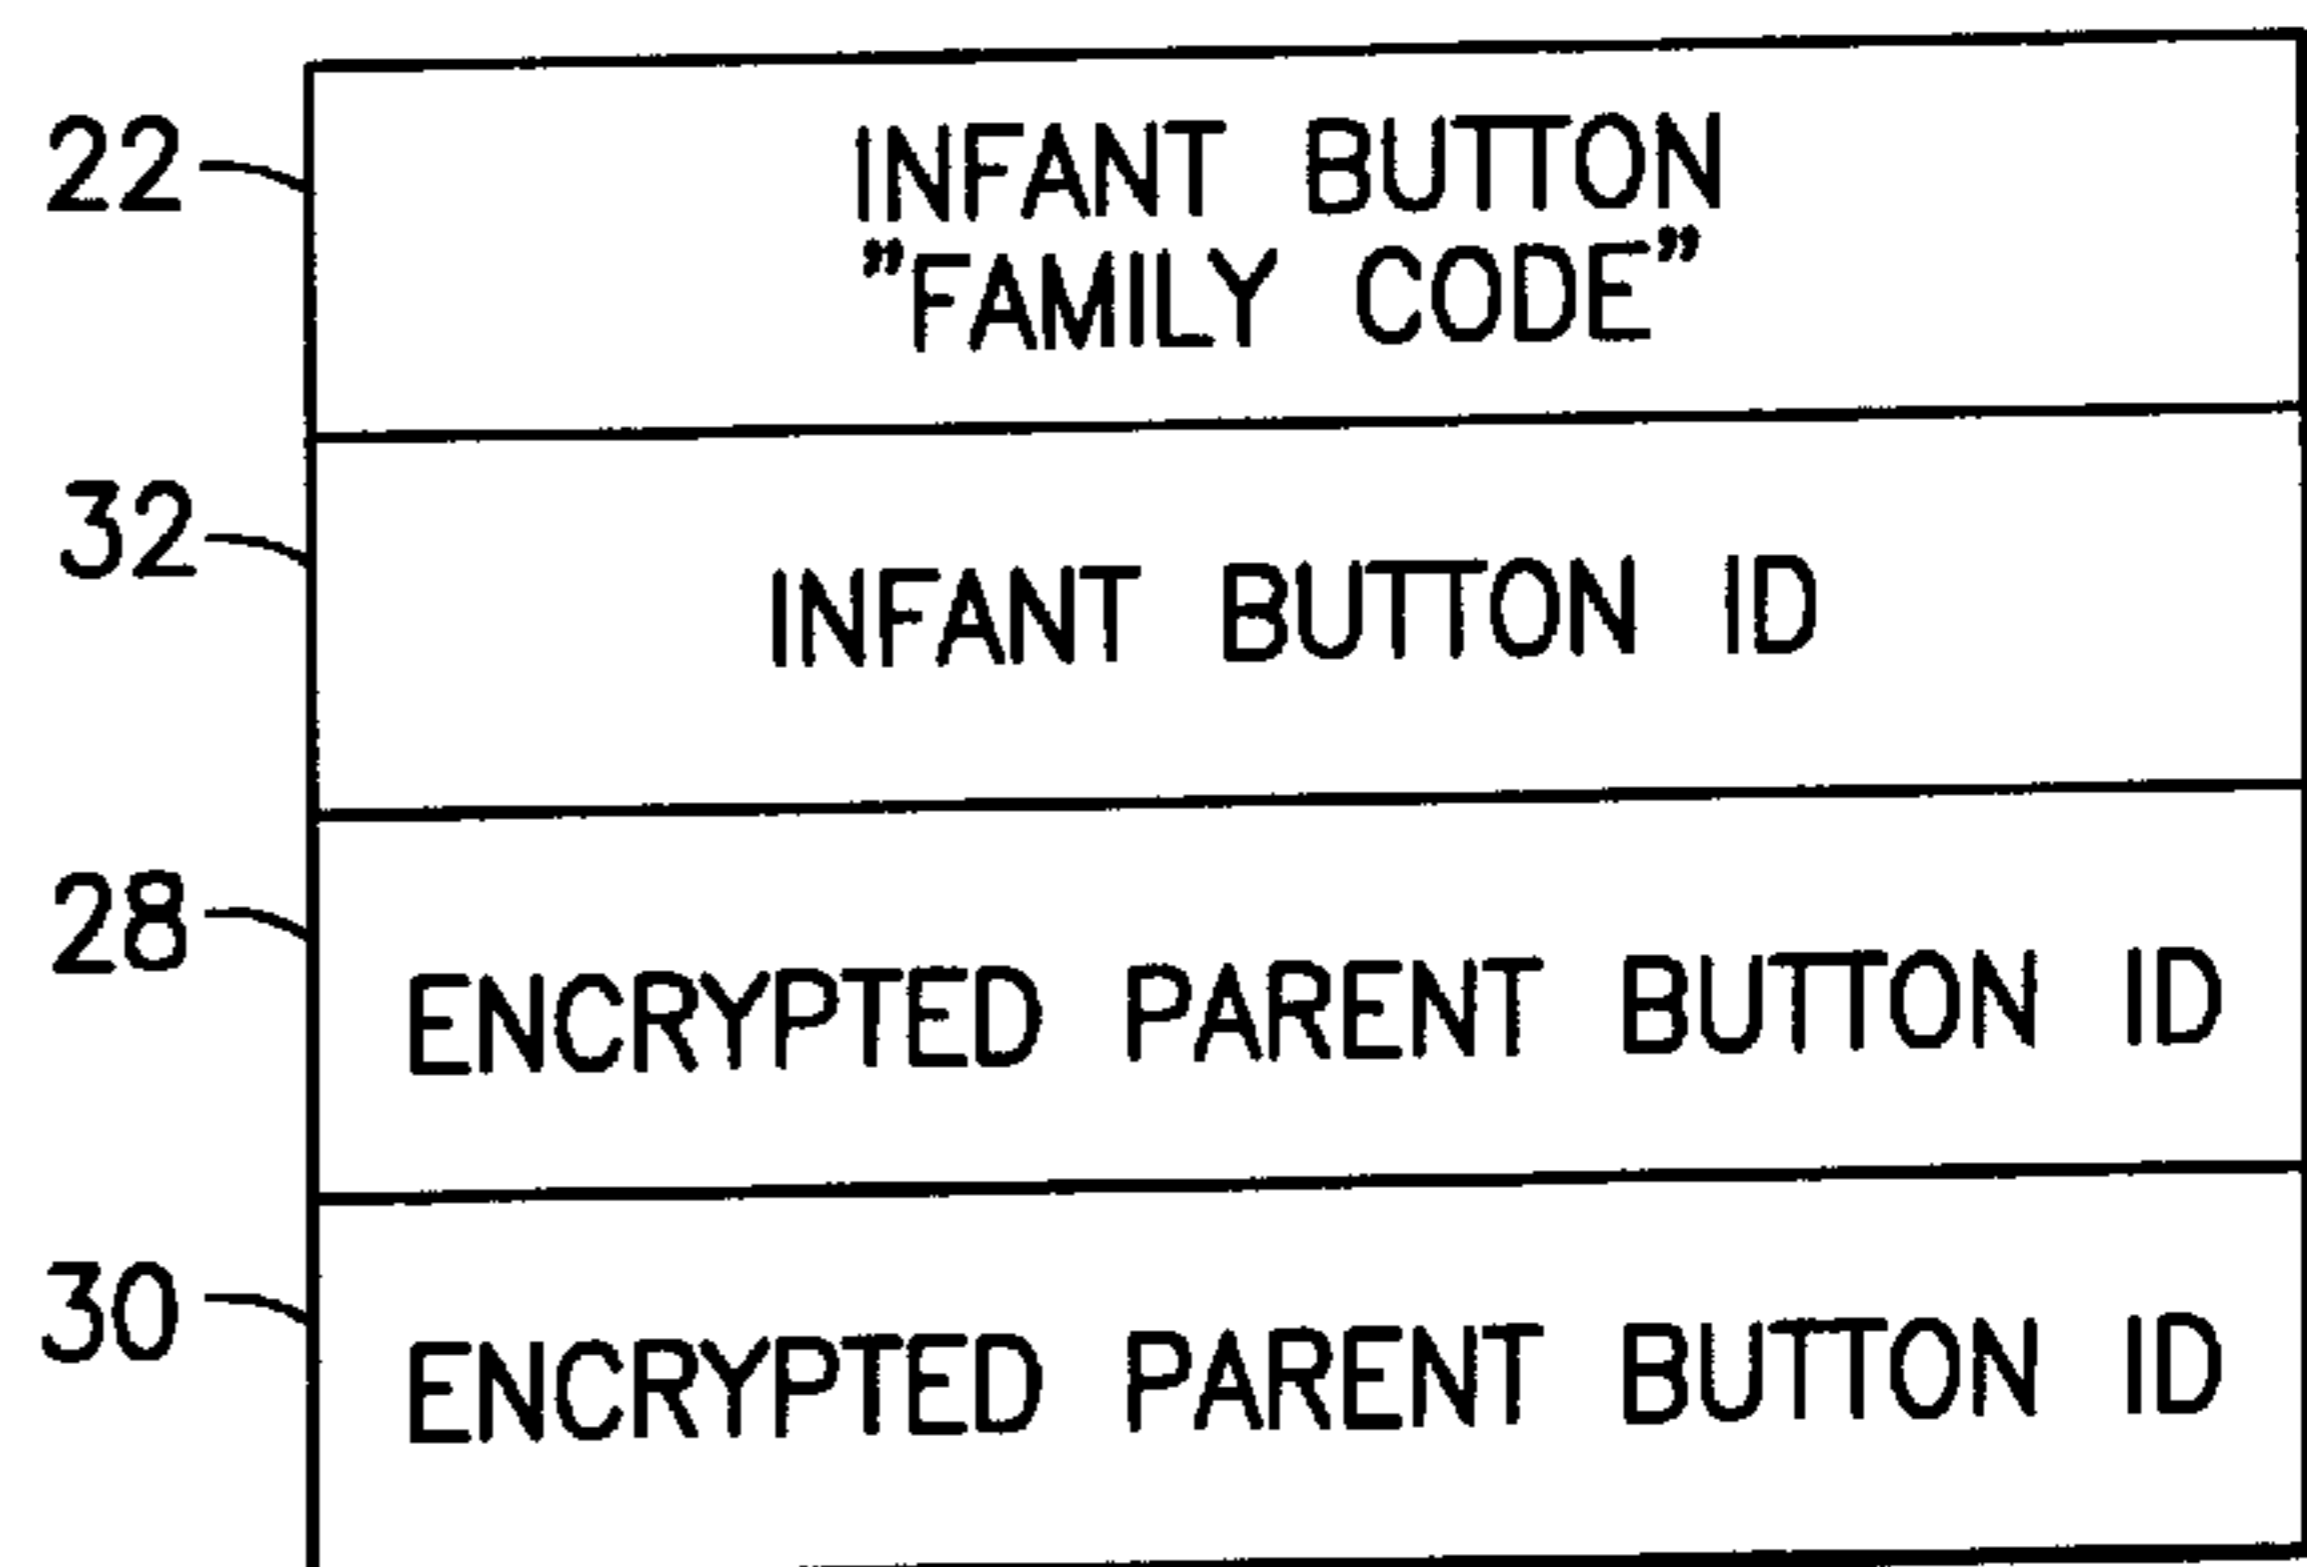 22
INFANT BUTTON
"FAMILY CODE"
32
INFANT BUTTON ID
28
ENCRYPTED PARENT BUTTON ID
30
ENCRYPTED PARENT BUTTON ID